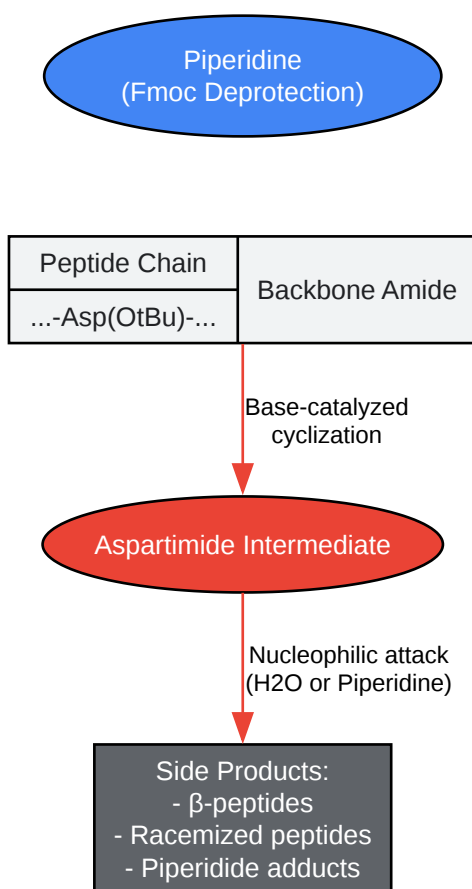 Piperidine
(Fmoc Deprotection)
Peptide Chain
...-Asp(OtBu)-...
Backbone Amide
Base-catalyzed
cyclization
Aspartimide Intermediate
Nucleophilic attack
(H2O or Piperidine)
Side Products:
- β-peptides
- Racemized peptides
- Piperidide adducts